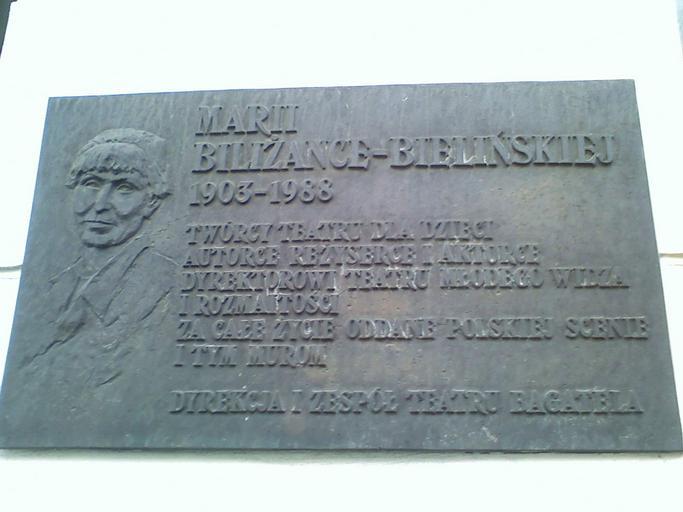 MARII
BILIŻANCE-BIELIŃSKIEJ
1903-1988
TWÓRCY TEATRU DLA DZIECI
AUTORCE REŻYSERCE I AKTORCE
DYREKTOROWI TEATRU MŁODEGO WIDZA
I ROZMAITOŚCI
ZA CAŁE ŻYCIE ODDANE POLSKIEJ SCENIE
I TYM MUROM
DYREKCJA I ZESPÓŁ TEATRU BAGATELA